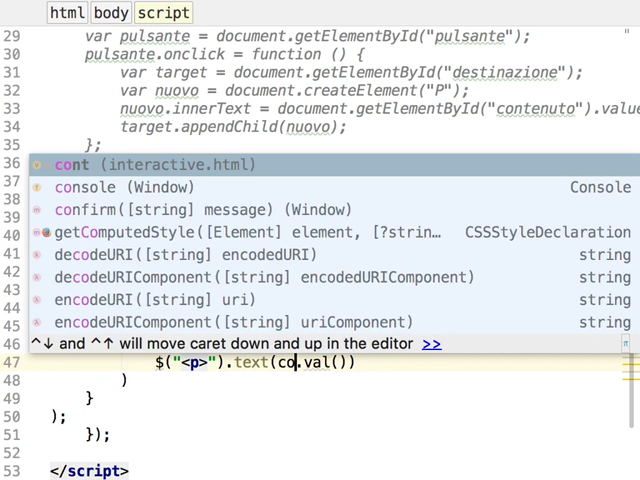 html body script
29 var pulsante = document.getElementById("pulsante");
30 pulsante.onclick = function () {
31 var target = document.getElementById("destinazione");
32 var nuovo = document.createElement("P");
33 nuovo.innerText = document.getElementById("contenuto").value
34 target.appendChild(nuovo);
35 };
36 cont (interactive.html)
37 console (Window) Console
38 confirm([string] message) (Window)
39
40 getComputedStyle([Element] element, [?strin… CSSStyleDeclaration
41 decodeURI([string] encodedURI) string
42 decodeURIComponent([string] encodedURIComponent) string
43
44 encodeURI([string] uri) string
45 encodeURIComponent([string] uriComponent) string
46 ^↓ and ^↑ will move caret down and up in the editor >> π
47 $("<p>").text(co.val())
48 )
49 }
50 );
51 });
52
53 </script>